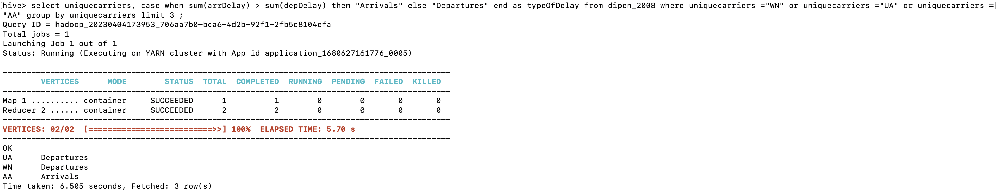 [hive> select uniquecarriers, case when sum(arrDelay) > sum(depDelay) then "Arrivals" else "Departures" end as typeOfDelay from dipen_2008 where uniquecarriers ="WN" or uniquecarriers ="UA" or uniquecarriers =]
"AA" group by uniquecarriers limit 3 ;
Query ID = hadoop_20230404173953_706aa7b0-bca6-4d2b-92f1-2fb5c8104efa
Total jobs = 1
Launching Job 1 out of 1
Status: Running (Executing on YARN cluster with App id application_1680627161776_0005)
----------------------------------------------------------------------------------------------
VERTICES MODE STATUS TOTAL COMPLETED RUNNING PENDING FAILED KILLED
----------------------------------------------------------------------------------------------
Map 1 .......... container SUCCEEDED 1 1 0 0 0 0
Reducer 2 ...... container SUCCEEDED 2 2 0 0 0 0
----------------------------------------------------------------------------------------------
VERTICES: 02/02 [==========================>>] 100% ELAPSED TIME: 5.70 s
----------------------------------------------------------------------------------------------
OK
UA Departures
WN Departures
AA Arrivals
Time taken: 6.505 seconds, Fetched: 3 row(s)